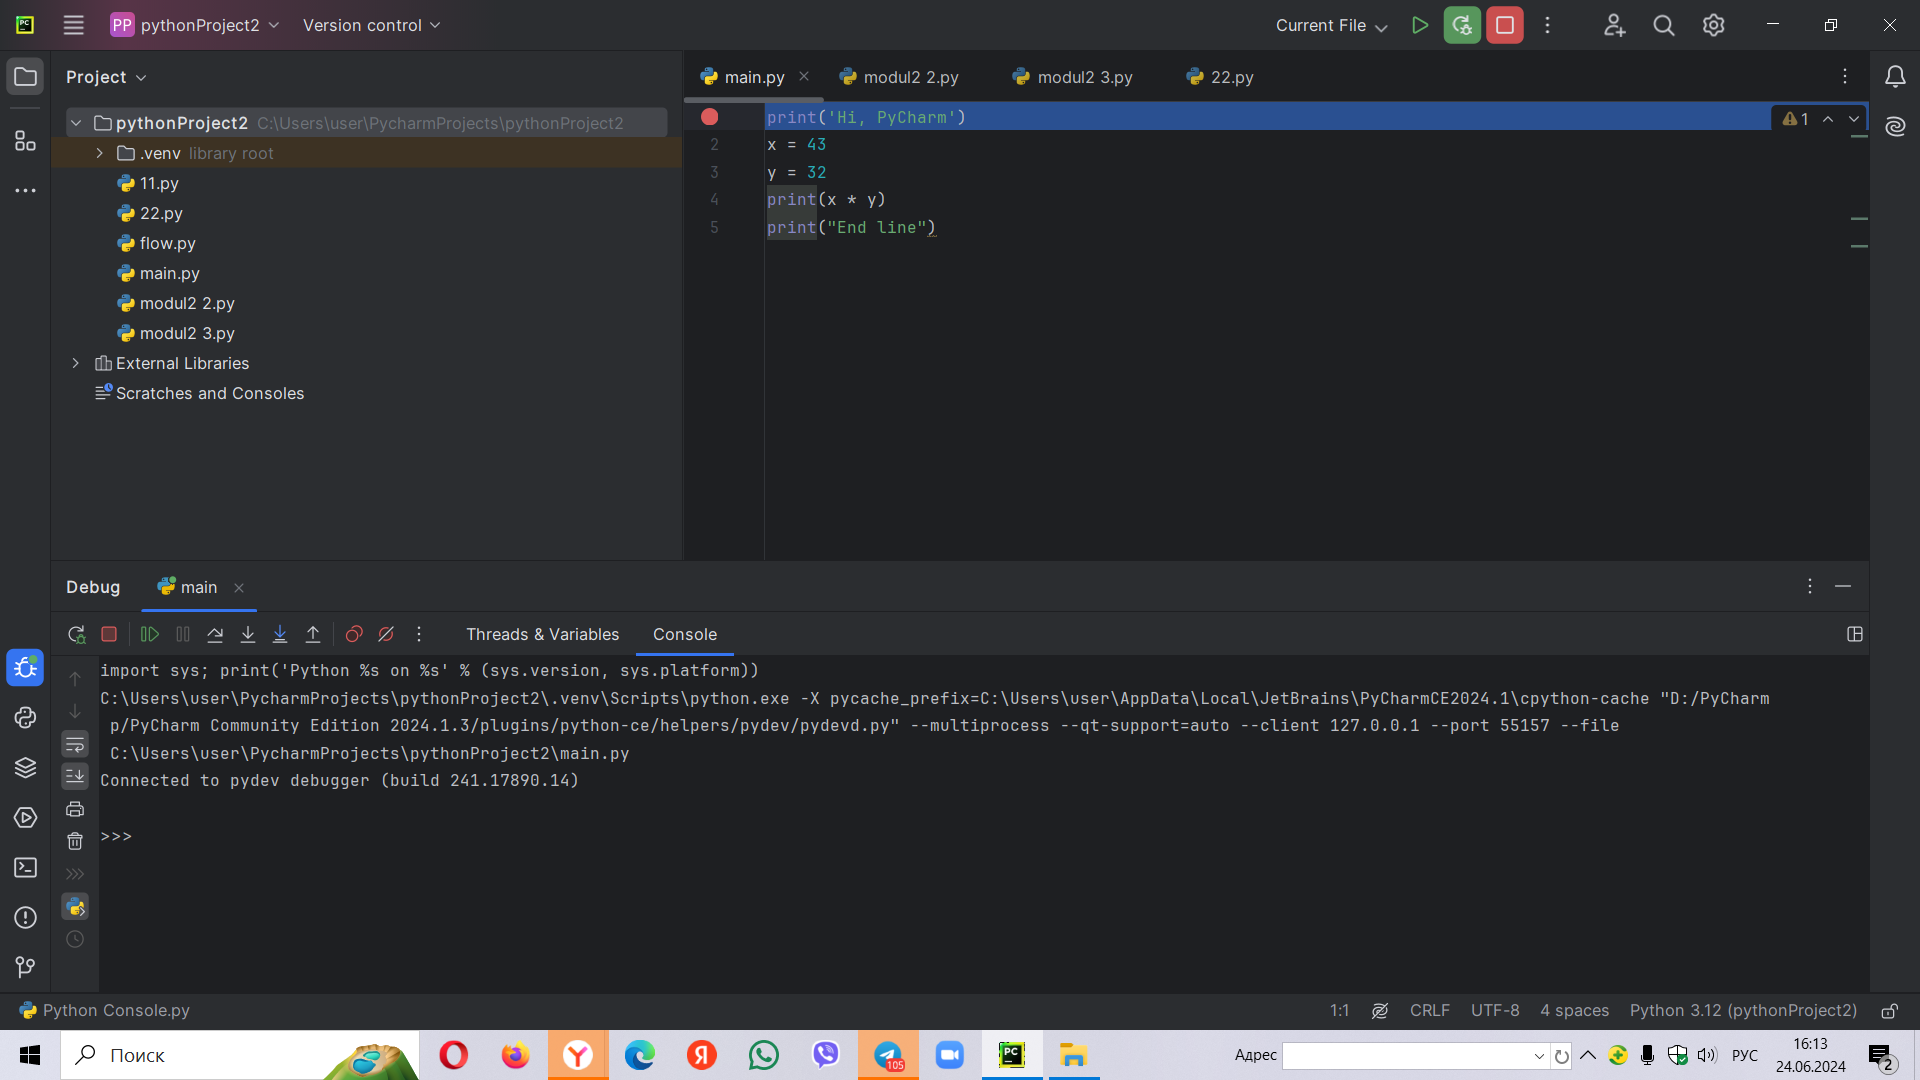 PC
PP pythonProject2
Version control
Current File
Project
main.py
modul2 2.py
modul2 3.py
22.py
pythonProject2 C:\Users\user\PycharmProjects\pythonProject2
.venv library root
11.py
22.py
flow.py
main.py
modul2 2.py
modul2 3.py
External Libraries
Scratches and Consoles
print('Hi, PyCharm')
1
2 x = 43
3 y = 32
4 print(x * y)
5 print("End line")
Debug
main
Threads & Variables
Console
import sys; print('Python %s on %s' % (sys.version, sys.platform))
C:\Users\user\PycharmProjects\pythonProject2\.venv\Scripts\python.exe -X pycache_prefix=C:\Users\user\AppData\Local\JetBrains\PyCharmCE2024.1\cpython-cache "D:/PyCharm
p/PyCharm Community Edition 2024.1.3/plugins/python-ce/helpers/pydev/pydevd.py" --multiprocess --qt-support=auto --client 127.0.0.1 --port 55157 --file
C:\Users\user\PycharmProjects\pythonProject2\main.py
Connected to pydev debugger (build 241.17890.14)
>>>
Python Console.py
1:1
CRLF
UTF-8
4 spaces
Python 3.12 (pythonProject2)
Поиск
Я
105
PC
Адрес
РУС
16:13
24.06.2024
2